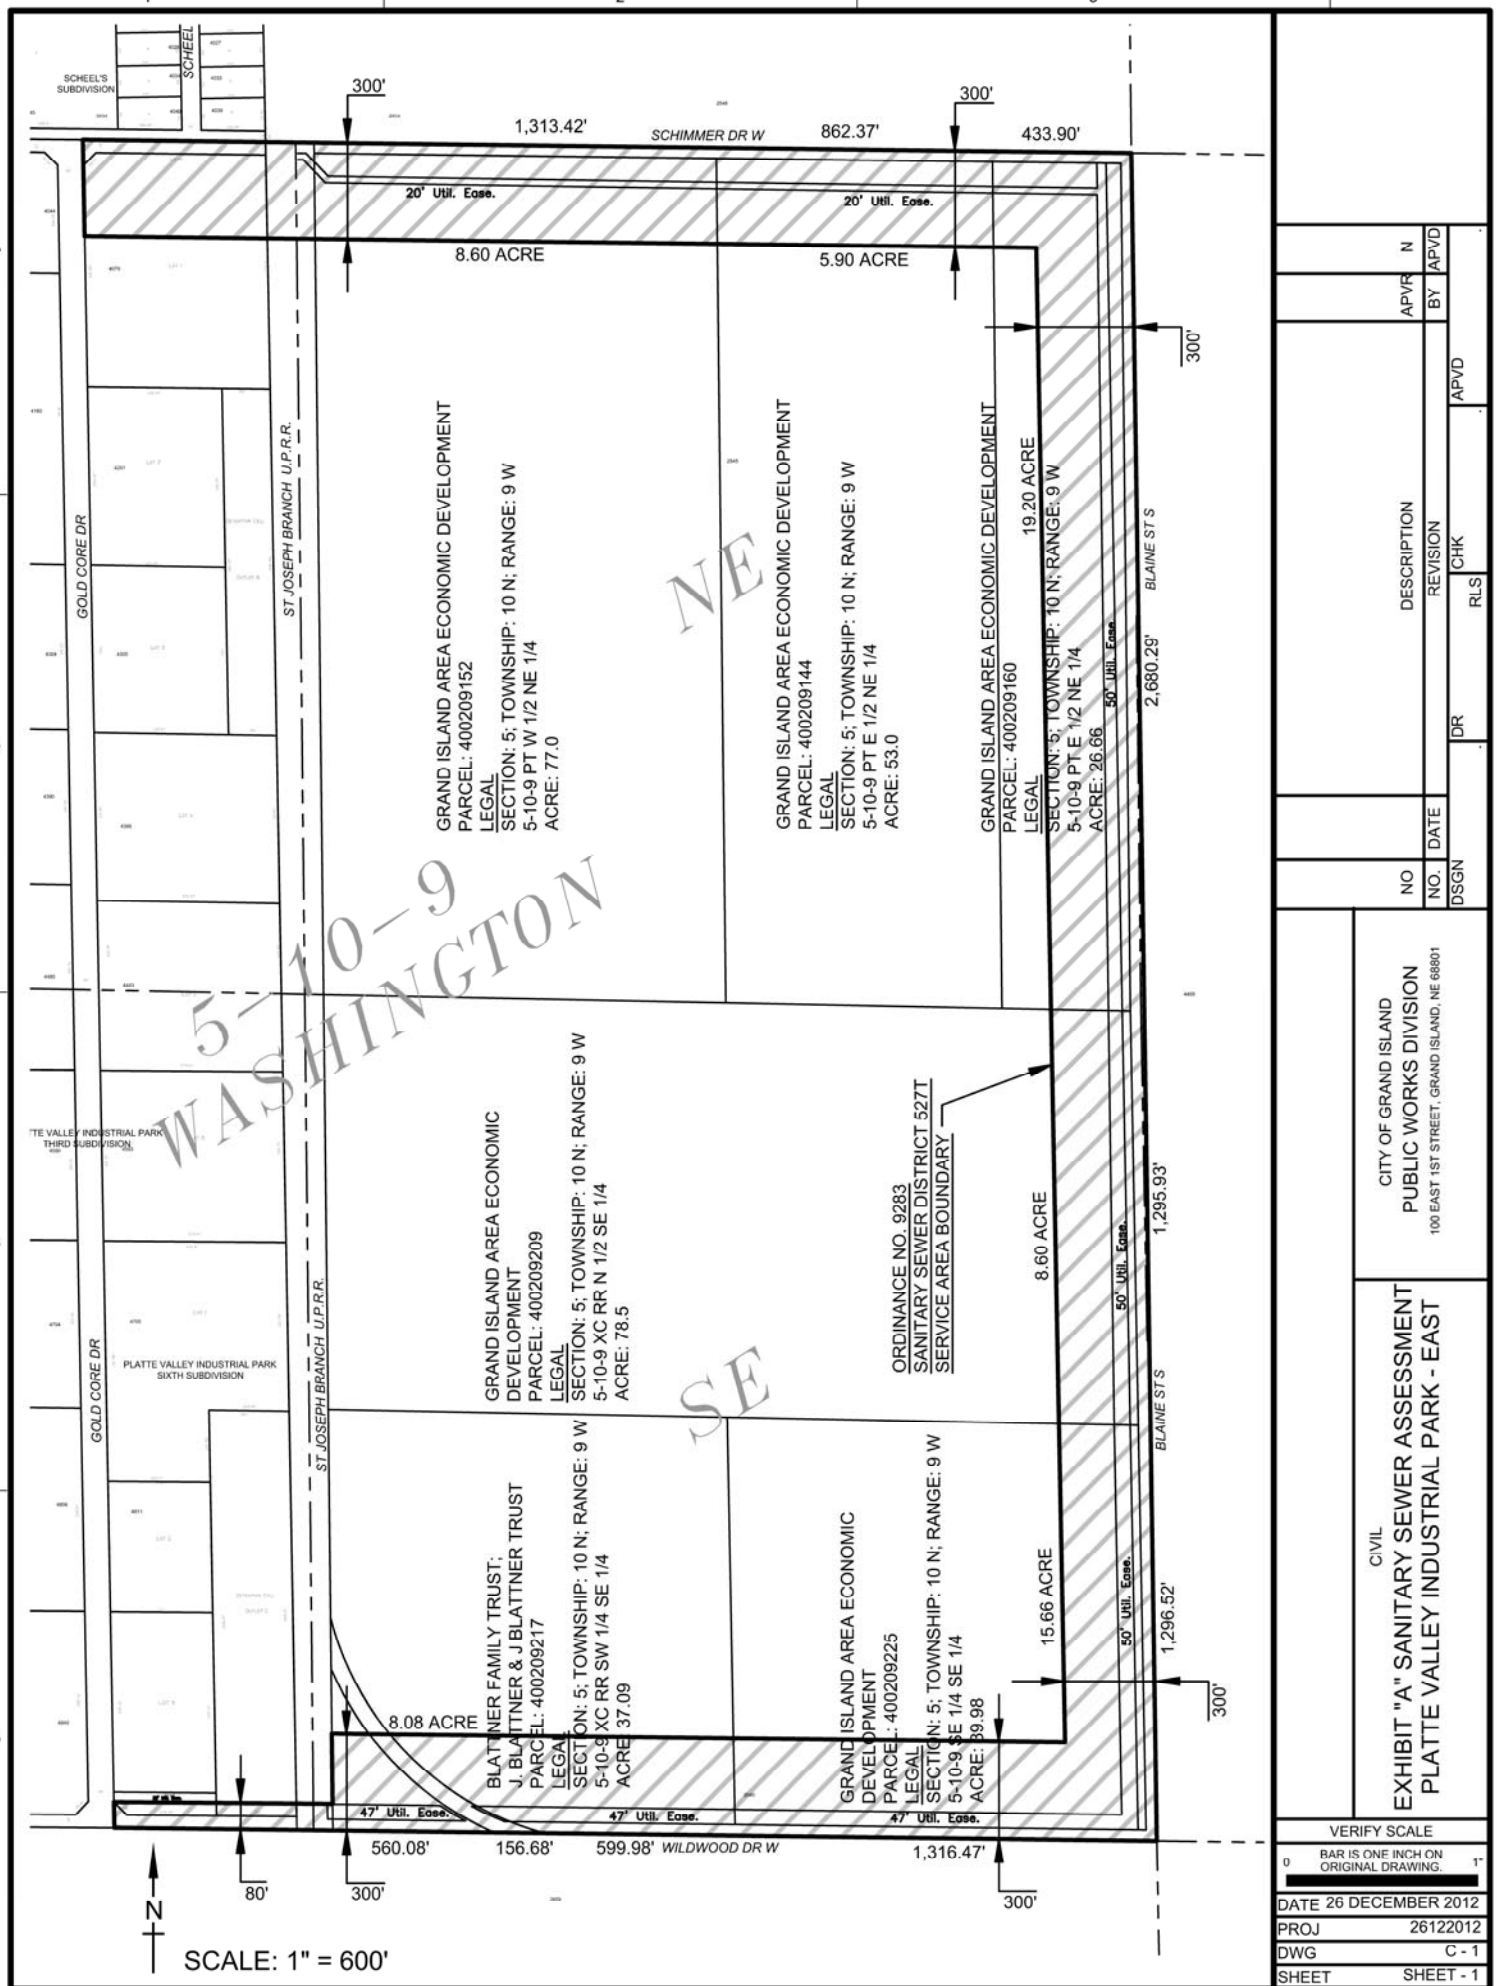 SCHEEL'S
SUBDIVISION
SCHEEL
300'
1,313.42'
SCHIMMER DR W
862.37'
300'
433.90'
20' Util. Ease.
20' Util. Ease.
8.60 ACRE
5.90 ACRE
300'
GOLD CORE DR
ST JOSEPH BRANCH U.P.R.R.
GRAND ISLAND AREA ECONOMIC DEVELOPMENT
PARCEL: 400209152
LEGAL
SECTION: 5; TOWNSHIP: 10 N; RANGE: 9 W
5-10-9 PT W 1/2 NE 1/4
ACRE: 77.0
NE
GRAND ISLAND AREA ECONOMIC DEVELOPMENT
PARCEL: 400209144
LEGAL
SECTION: 5; TOWNSHIP: 10 N; RANGE: 9 W
5-10-9 PT E 1/2 NE 1/4
ACRE: 53.0
GRAND ISLAND AREA ECONOMIC DEVELOPMENT
PARCEL: 400209160
LEGAL
SECTION: 5; TOWNSHIP: 10 N; RANGE: 9 W
5-10-9 PT E 1/2 NE 1/4
ACRE: 26.66
19.20 ACRE
50' Util. Ease.
BLAINE ST S
2,680.29'
5-10-9
WASHINGTON
TE VALLEY INDUSTRIAL PARK
THIRD SUBDIVISION
GRAND ISLAND AREA ECONOMIC
DEVELOPMENT
PARCEL: 400209209
LEGAL
SECTION: 5; TOWNSHIP: 10 N; RANGE: 9 W
5-10-9 XC RR N 1/2 SE 1/4
ACRE: 78.5
SE
ORDINANCE NO. 9283
SANITARY SEWER DISTRICT 527T
SERVICE AREA BOUNDARY
8.60 ACRE
50' Util. Ease.
1,295.93'
BLAINE ST S
GOLD CORE DR
PLATTE VALLEY INDUSTRIAL PARK
SIXTH SUBDIVISION
ST JOSEPH BRANCH U.P.R.R.
BLATTNER FAMILY TRUST;
J. BLATTNER & J BLATTNER TRUST
PARCEL: 400209217
LEGAL
SECTION: 5; TOWNSHIP: 10 N; RANGE: 9 W
5-10-9 XC RR SW 1/4 SE 1/4
ACRE: 37.09
8.08 ACRE
GRAND ISLAND AREA ECONOMIC
DEVELOPMENT
PARCEL: 400209225
LEGAL
SECTION: 5; TOWNSHIP: 10 N; RANGE: 9 W
5-10-9 SE 1/4 SE 1/4
ACRE: 39.98
15.66 ACRE
50' Util. Ease.
1,296.52'
300'
47' Util. Ease.
47' Util. Ease.
47' Util. Ease.
560.08'
156.68'
599.98'
WILDWOOD DR W
1,316.47'
80'
300'
300'
N
SCALE: 1" = 600'
NO
DESCRIPTION
APVR
N
NO.
DATE
REVISION
BY
APVD
DSGN
DR
CHK
APVD
RLS
CITY OF GRAND ISLAND
PUBLIC WORKS DIVISION
100 EAST 1ST STREET, GRAND ISLAND, NE 68801
CIVIL
EXHIBIT "A" SANITARY SEWER ASSESSMENT
PLATTE VALLEY INDUSTRIAL PARK - EAST
VERIFY SCALE
BAR IS ONE INCH ON
ORIGINAL DRAWING.
0
1"
DATE 26 DECEMBER 2012
PROJ 26122012
DWG C - 1
SHEET SHEET - 1